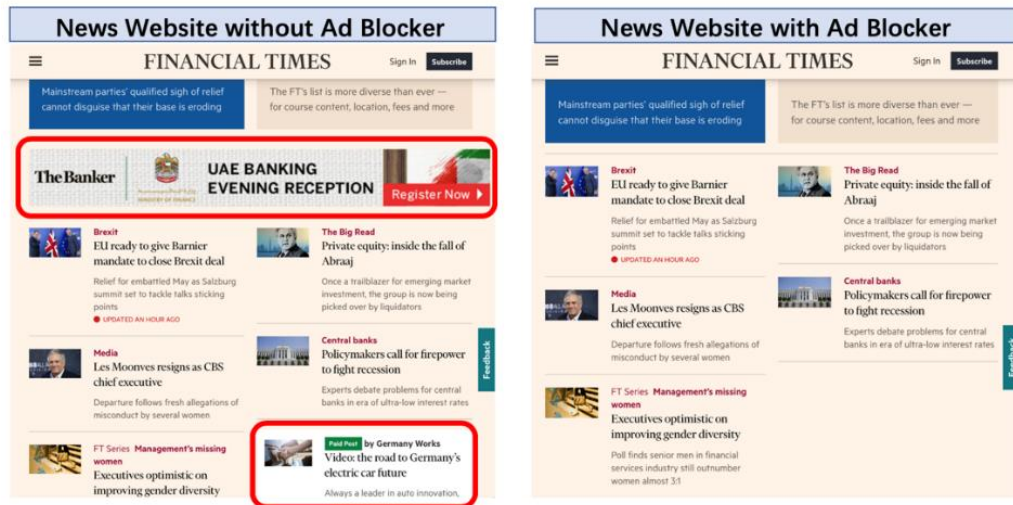 News Website without Ad Blocker
FINANCIAL TIMES
Sign In
Subscribe
Mainstream parties' qualified sigh of relief
cannot disguise that their base is eroding
The FT's list is more diverse than ever —
for course content, location, fees and more
The Banker
UAE BANKING
EVENING RECEPTION
Register Now
Brexit
EU ready to give Barnier
mandate to close Brexit deal
Relief for embattled May as Salzburg
summit set to tackle talks sticking
points
UPDATED AN HOUR AGO
The Big Read
Private equity: inside the fall of
Abraaj
Once a trailblazer for emerging market
investment, the group is now being
picked over by liquidators
Media
Les Moonves resigns as CBS
chief executive
Departure follows fresh allegations of
misconduct by several women
Central banks
Policymakers call for firepower
to fight recession
Experts debate problems for central
banks in era of ultra-low interest rates
Feedback
FT Series Management's missing
women
Executives optimistic on
improving gender diversity
Paid Post by Germany Works
Video: the road to Germany's
electric car future
Always a leader in auto innovation,
News Website with Ad Blocker
FINANCIAL TIMES
Sign In
Subscribe
Mainstream parties' qualified sigh of relief
cannot disguise that their base is eroding
The FT's list is more diverse than ever —
for course content, location, fees and more
Brexit
EU ready to give Barnier
mandate to close Brexit deal
Relief for embattled May as Salzburg
summit set to tackle talks sticking
points
UPDATED AN HOUR AGO
The Big Read
Private equity: inside the fall of
Abraaj
Once a trailblazer for emerging market
investment, the group is now being
picked over by liquidators
Media
Les Moonves resigns as CBS
chief executive
Departure follows fresh allegations of
misconduct by several women
Central banks
Policymakers call for firepower
to fight recession
Experts debate problems for central
banks in era of ultra-low interest rates
Feedback
FT Series Management's missing
women
Executives optimistic on
improving gender diversity
Poll finds senior men in financial
services industry still outnumber
women almost 3:1